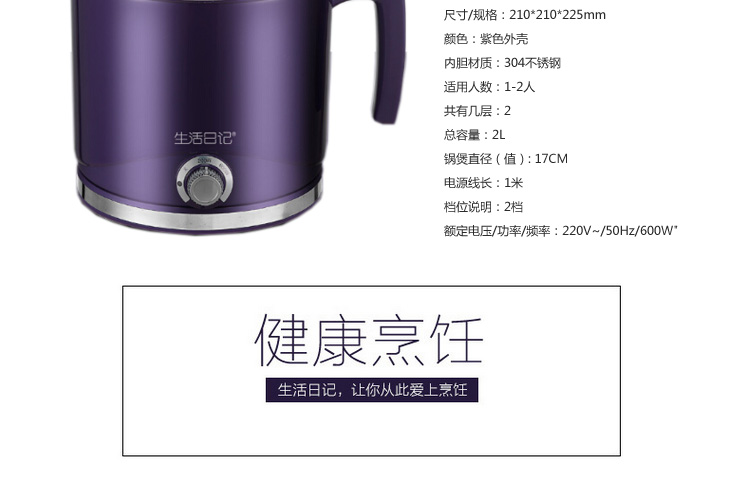 尺寸/规格：210*210*225mm
颜色：紫色外壳
内胆材质：304不锈钢
适用人数：1-2人
共有几层：2
总容量：2L
锅煲直径（值）：17CM
电源线长：1米
档位说明：2档
额定电压/功率/频率：220V~/50Hz/600W"
生活日记®
健康烹饪
生活日记，让你从此爱上烹饪